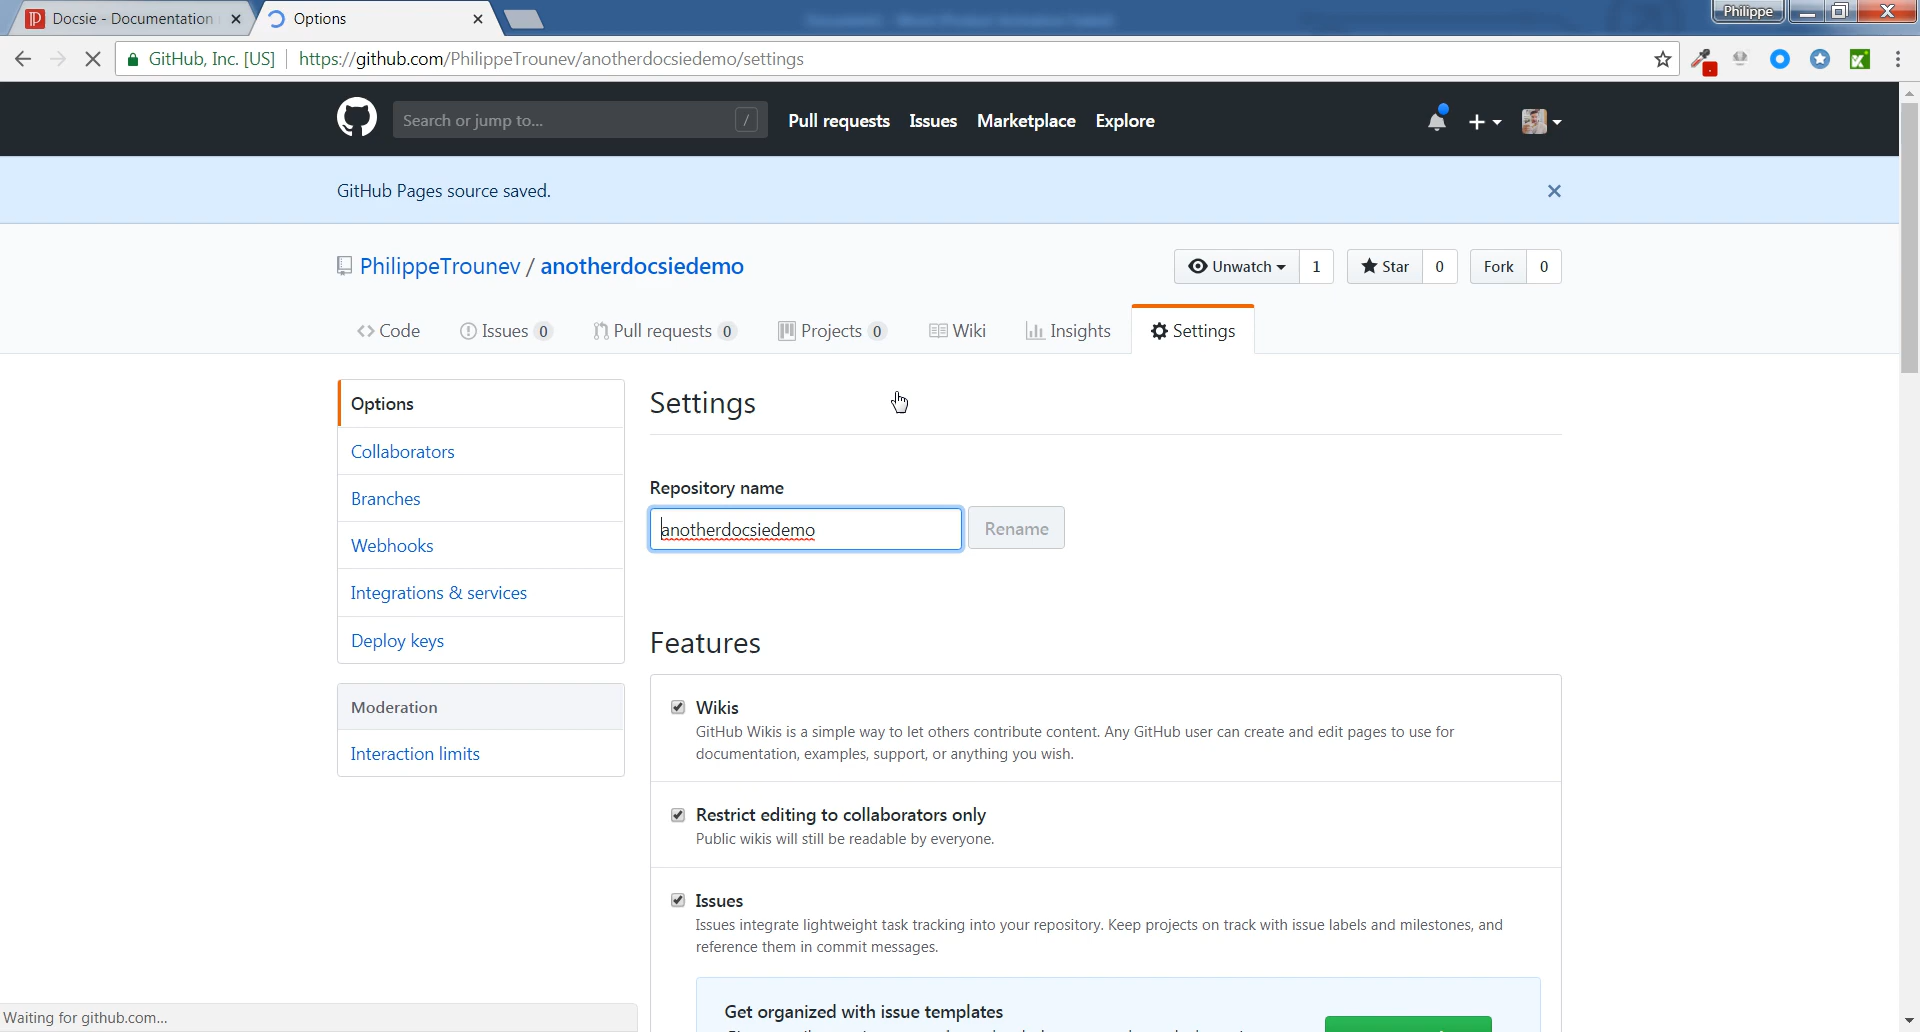 Docsie - Documentation
Options
Philippe
GitHub, Inc. [US]
https://github.com/PhilippeTrounev/anotherdocsiedemo/settings
Search or jump to...
/
Pull requests
Issues
Marketplace
Explore
GitHub Pages source saved.
PhilippeTrounev / anotherdocsiedemo
Unwatch 1
Star 0
Fork 0
Code
Issues 0
Pull requests 0
Projects 0
Wiki
Insights
Settings
Options
Collaborators
Branches
Webhooks
Integrations & services
Deploy keys
Moderation
Interaction limits
Settings
Repository name
anotherdocsiedemo
Rename
Features
Wikis
GitHub Wikis is a simple way to let others contribute content. Any GitHub user can create and edit pages to use for
documentation, examples, support, or anything you wish.
Restrict editing to collaborators only
Public wikis will still be readable by everyone.
Issues
Issues integrate lightweight task tracking into your repository. Keep projects on track with issue labels and milestones, and
reference them in commit messages.
Get organized with issue templates
Waiting for github.com...